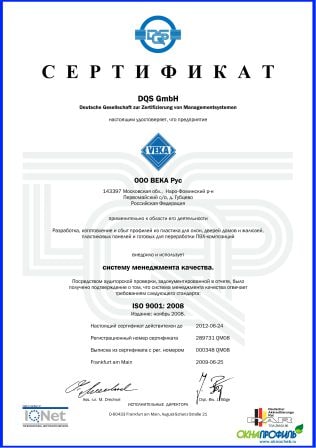 DQS
СЕРТИФИКАТ
DQS GmbH
Deutsche Gesellschaft zur Zertifizierung von Managementsystemen
настоящим удостоверяет, что предприятие
VEKA
ООО ВЕКА Рус
143397 Московская обл., Наро-Фоминский р-н
Первомайский с/о, д. Губцево
Российская Федерация
применительно к области его деятельности
Разработка, изготовление и сбыт профилей из пластика для окон, дверей домов и жалюзей,
пластиковых панелей и готовых для переработки ПВХ-композиций
внедрило и использует
систему менеджмента качества.
Посредством аудиторской проверки, задокументированной в отчете, было
получено подтверждение о том, что система менеджмента качества отвечает
требованиям следующего стандарта:
ISO 9001: 2008
Издание: ноябрь 2008.
Настоящий сертификат действителен до 2012-06-24
Регистрационный номер сертификата 289731 QM08
Выписка из сертификата с рег. номером 000348 QM08
Frankfurt am Main 2009-06-25
Ass. iur. M. Drechsel Dipl.-Ing.
ИСПОЛНИТЕЛЬНЫЕ ДИРЕКТОРА
D-60433 Frankfurt am Main, August-Schanz-Straße 21
IQNet
Deutscher
Akkreditierungs
Rat
DAR
ОКНАПРОФИЛЬ